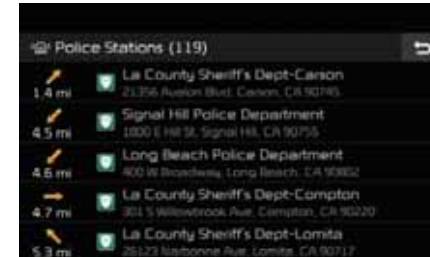 Police Stations (119)
La County Sheriff's Dept-Carson
1.4 mi
21356 Avalon Blvd, Carson, CA 90745
Signal Hill Police Department
4.5 mi
1800 E Hill St, Signal Hill, CA 90755
Long Beach Police Department
4.6 mi
400 W Broadway, Long Beach, CA 90802
La County Sheriff's Dept-Compton
4.7 mi
301 S Willowbrook Ave, Compton, CA 90220
La County Sheriff's Dept-Lomita
5.3 mi
26123 Narbonne Ave, Lomita, CA 90717